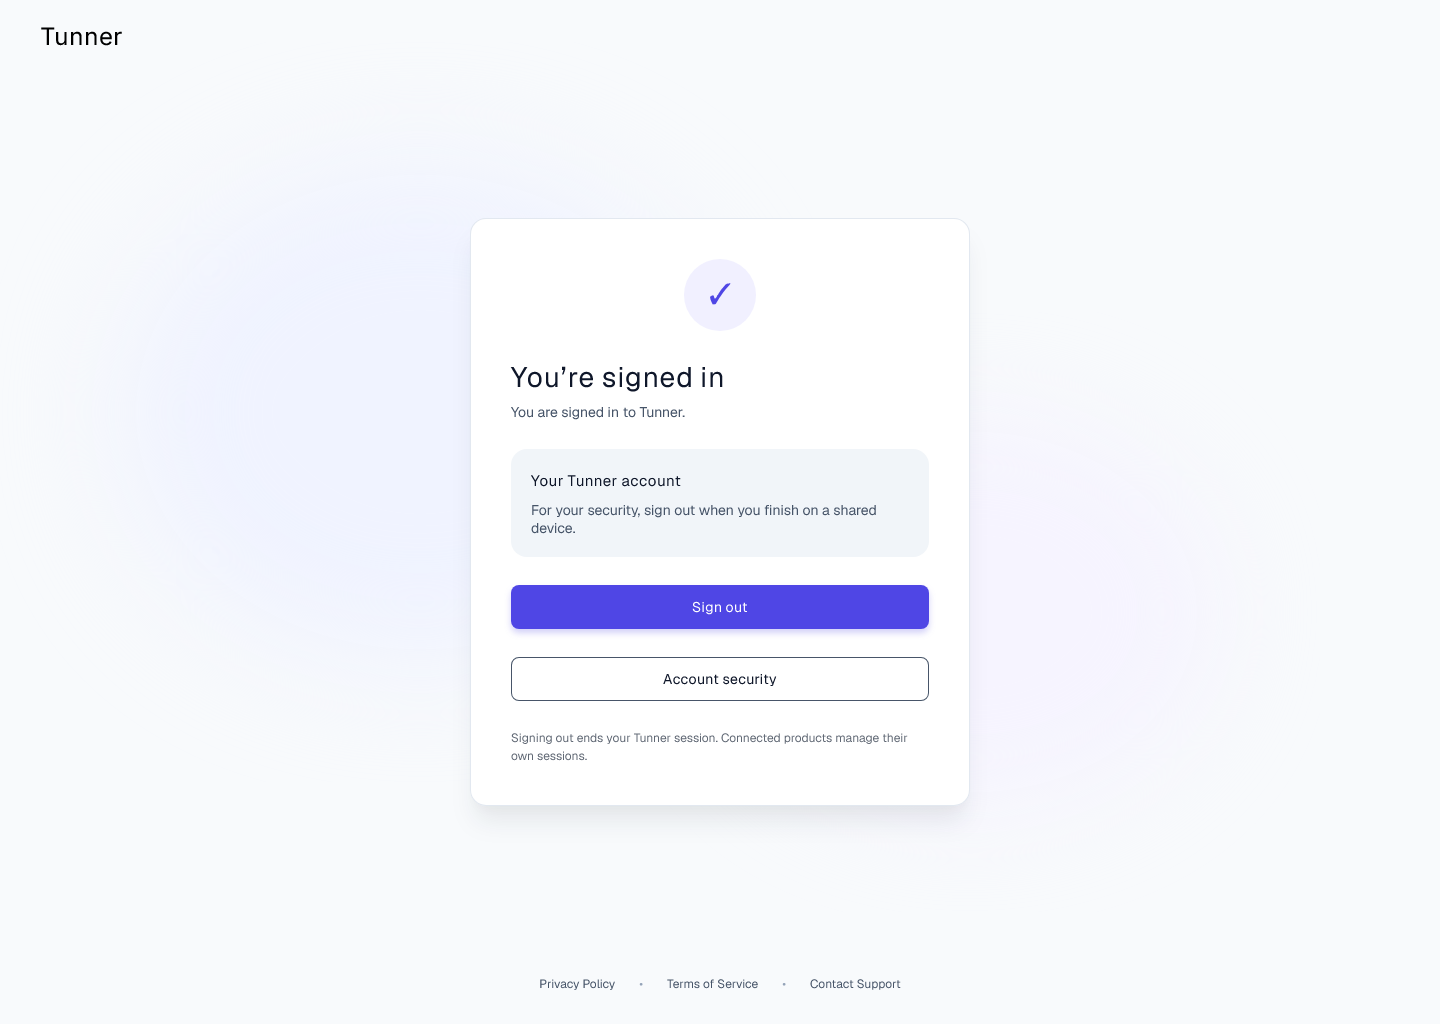 Tunner
✓
You’re signed in
You are signed in to Tunner.
Your Tunner account
For your security, sign out when you finish on a shared
device.
Sign out
Account security
Signing out ends your Tunner session. Connected products manage their
own sessions.
Privacy Policy • Terms of Service • Contact Support